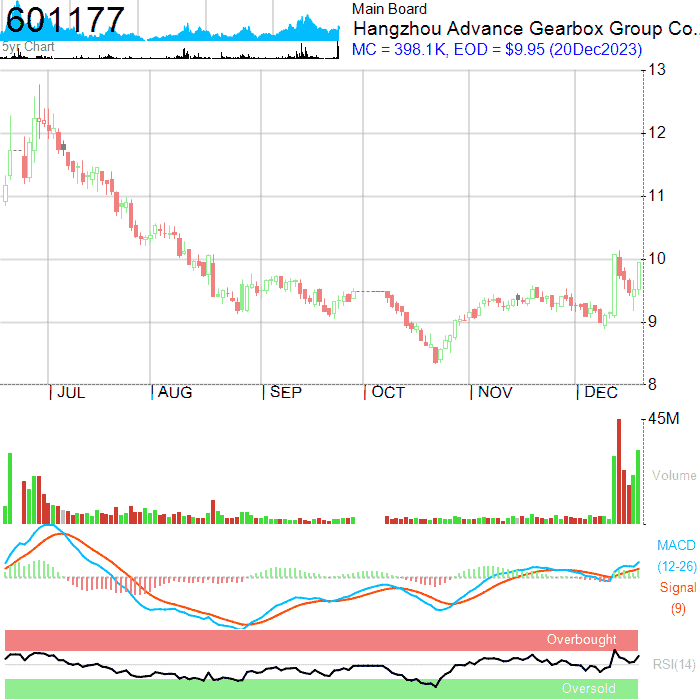 601177
5yr Chart
Main Board
Hangzhou Advance Gearbox Group Co..
MC = 398.1K, EOD = $9.95 (20Dec2023)
13
12
11
10
9
8
JUL AUG SEP OCT NOV DEC
45M
Volume
MACD
(12-26)
Signal
(9)
Overbought
RSI(14)
Oversold